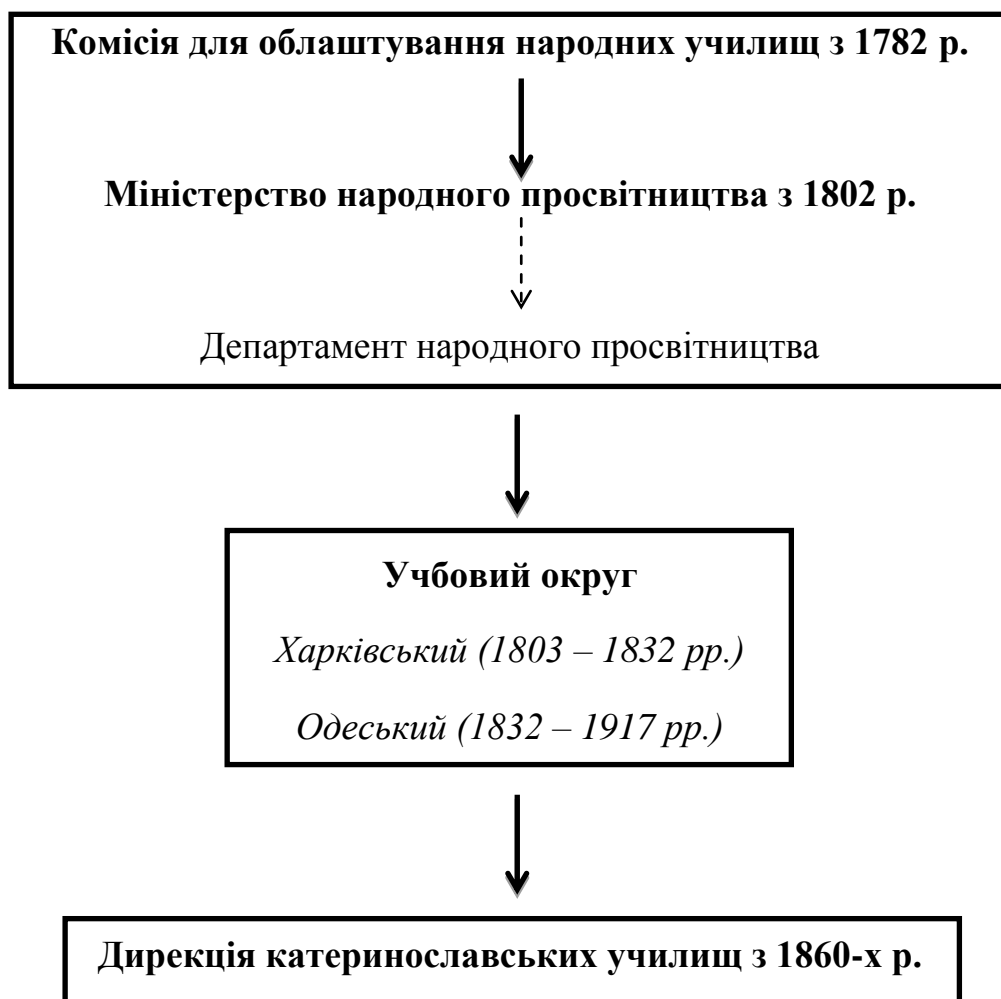 Комісія для облаштування народних училищ з 1782 р.
Міністерство народного просвітництва з 1802 р.
Департамент народного просвітництва
Учбовий округ
Харківський (1803 – 1832 рр.)
Одеський (1832 – 1917 рр.)
Дирекція катеринославських училищ з 1860-х р.